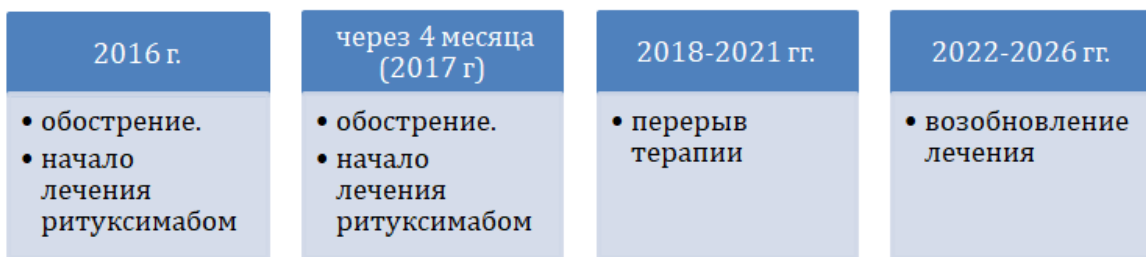 2016 г.
• обострение.
• начало
лечения
ритуксимабом
через 4 месяца
(2017 г)
• обострение.
• начало
лечения
ритуксимабом
2018-2021 гг.
• перерыв
терапии
2022-2026 гг.
• возобновление
лечения